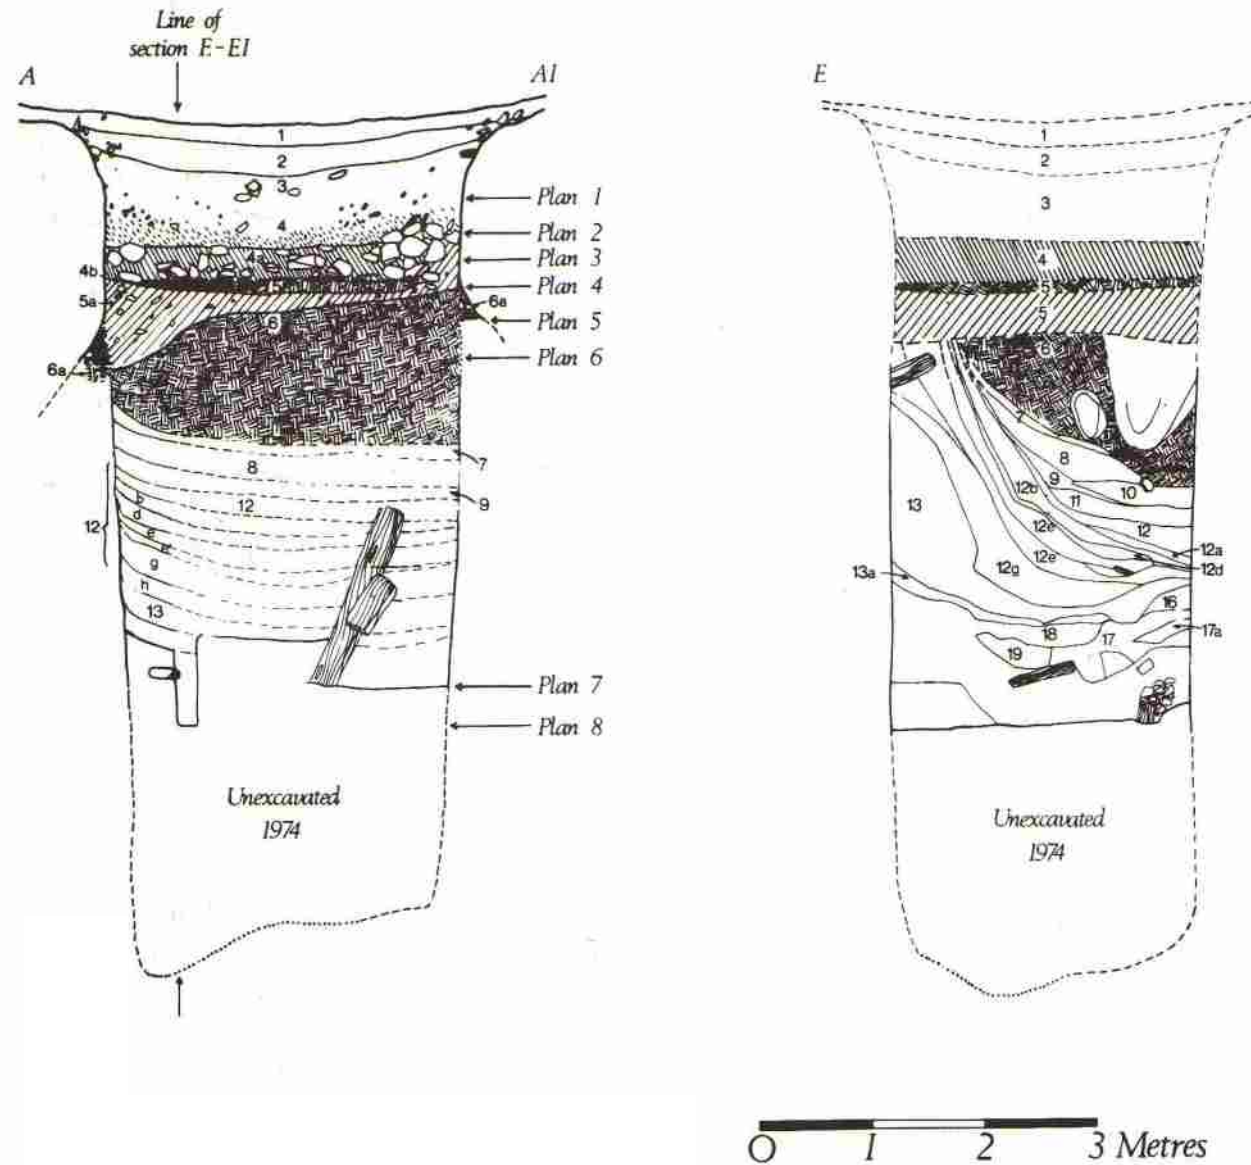 Line of
section E-E1
A
A1
1
2
3
4
4a
4b
5
5a
6
6a
6a
Plan 1
Plan 2
Plan 3
Plan 4
Plan 5
Plan 6
7
8
9
12
12
b
d
e
g
h
13
Plan 7
Plan 8
Unexcavated
1974
E
1
2
3
4
5
5
6
7
8
9
10
11
12
12a
12b
12d
12e
12e
12g
13
13a
16
17
17a
18
19
Unexcavated
1974
0 1 2 3 Metres